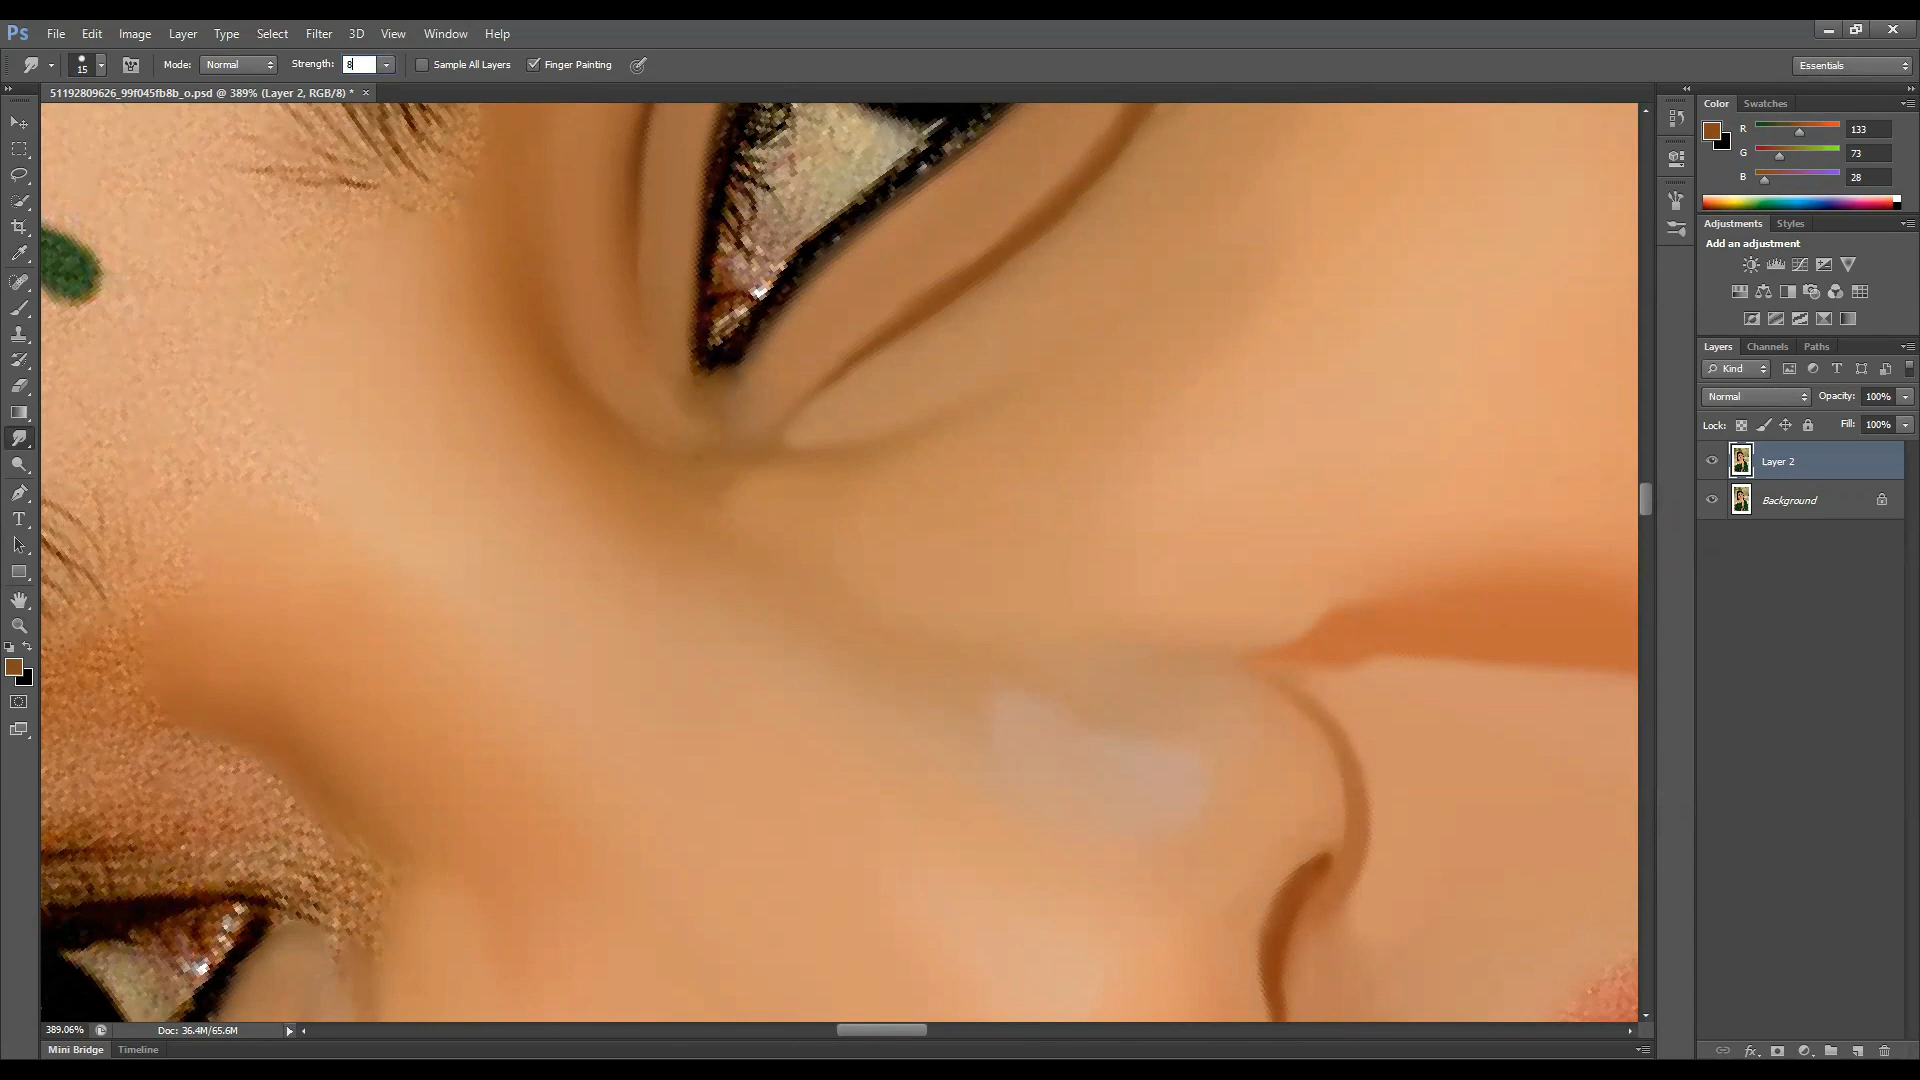 Ps File Edit Image Layer Type Select Filter 3D View Window Help
15 Mode: Normal Strength: 8 Sample All Layers Finger Painting Essentials
51192809626_99f045fb8b_o.psd @ 389% (Layer 2, RGB/8) * ×
Color Swatches
R 133
G 73
B 28
Adjustments Styles
Add an adjustment
Layers Channels Paths
Kind
Normal Opacity: 100%
Lock: Fill: 100%
Layer 2
Background
389.06% Doc: 36.4M/65.6M
Mini Bridge Timeline